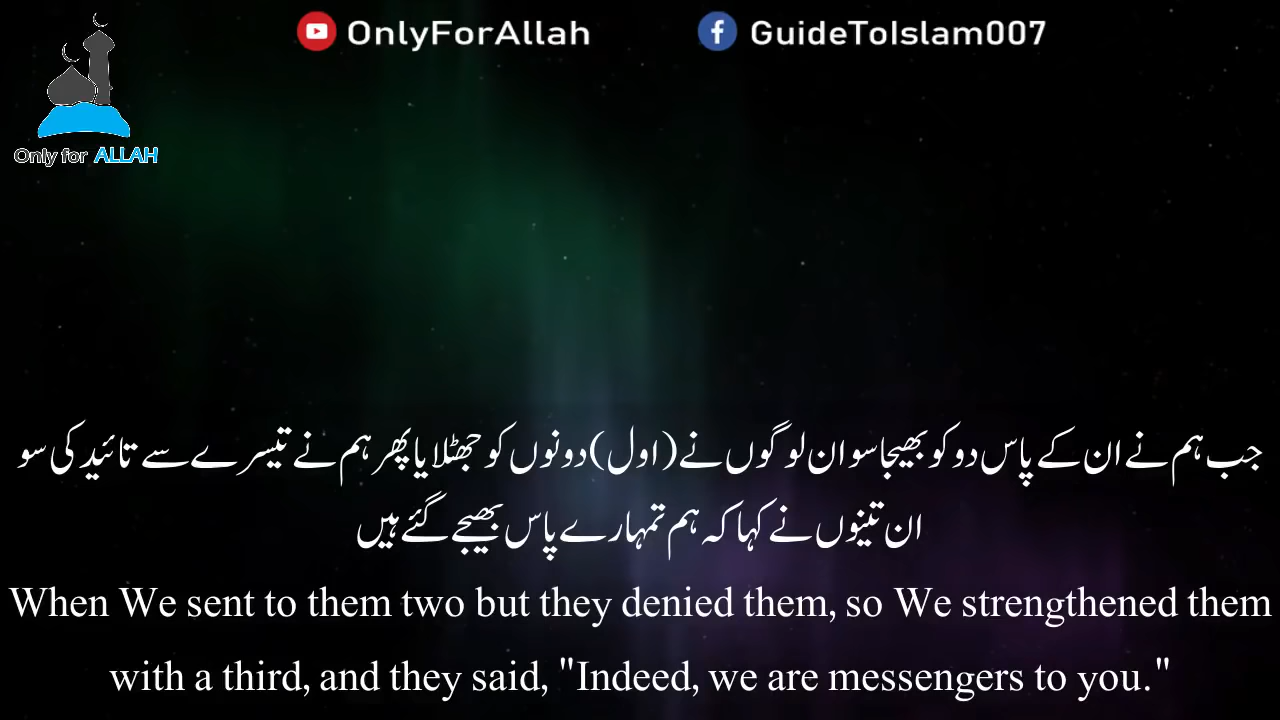 OnlyForAllah
GuideToIslam007
Only for ALLAH
جب ہم نے ان کے پاس دو کو بھیجا سو ان لوگوں نے (اول) دونوں کو جھٹلایا پھر ہم نے تیسرے سے تائید کی سو
ان تینوں نے کہا کہ ہم تمہارے پاس بھیجے گئے ہیں
When We sent to them two but they denied them, so We strengthened them
with a third, and they said, "Indeed, we are messengers to you."